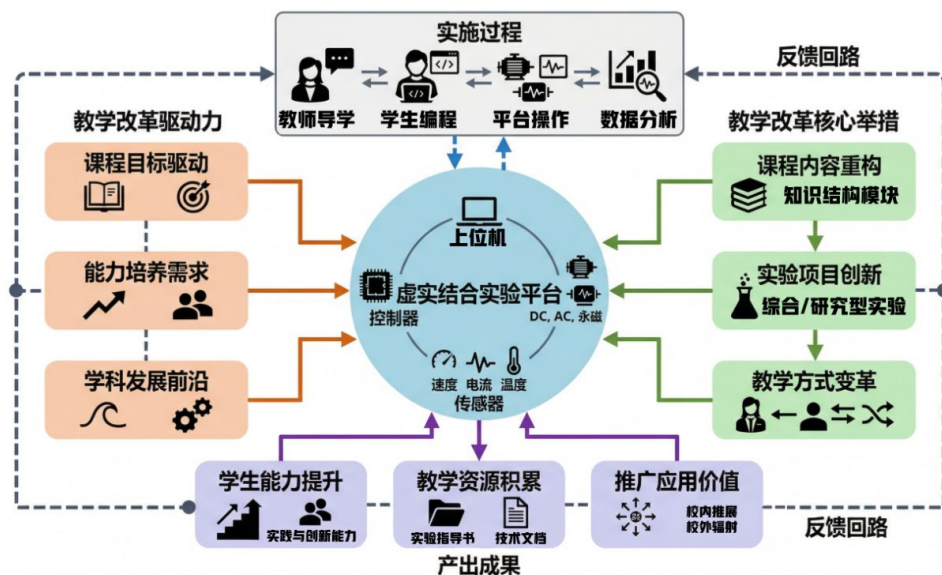 实施过程
教师导学
学生编程
平台操作
数据分析
反馈回路
教学改革驱动力
课程目标驱动
能力培养需求
学科发展前沿
上位机
虚实结合实验平台
控制器
DC, AC, 永磁
速度
电流
温度
传感器
教学改革核心举措
课程内容重构
知识结构模块
实验项目创新
综合/研究型实验
教学方式变革
学生能力提升
实践与创新能力
教学资源积累
实验指导书
技术文档
推广应用价值
校内推展
校外辐射
反馈回路
产出成果